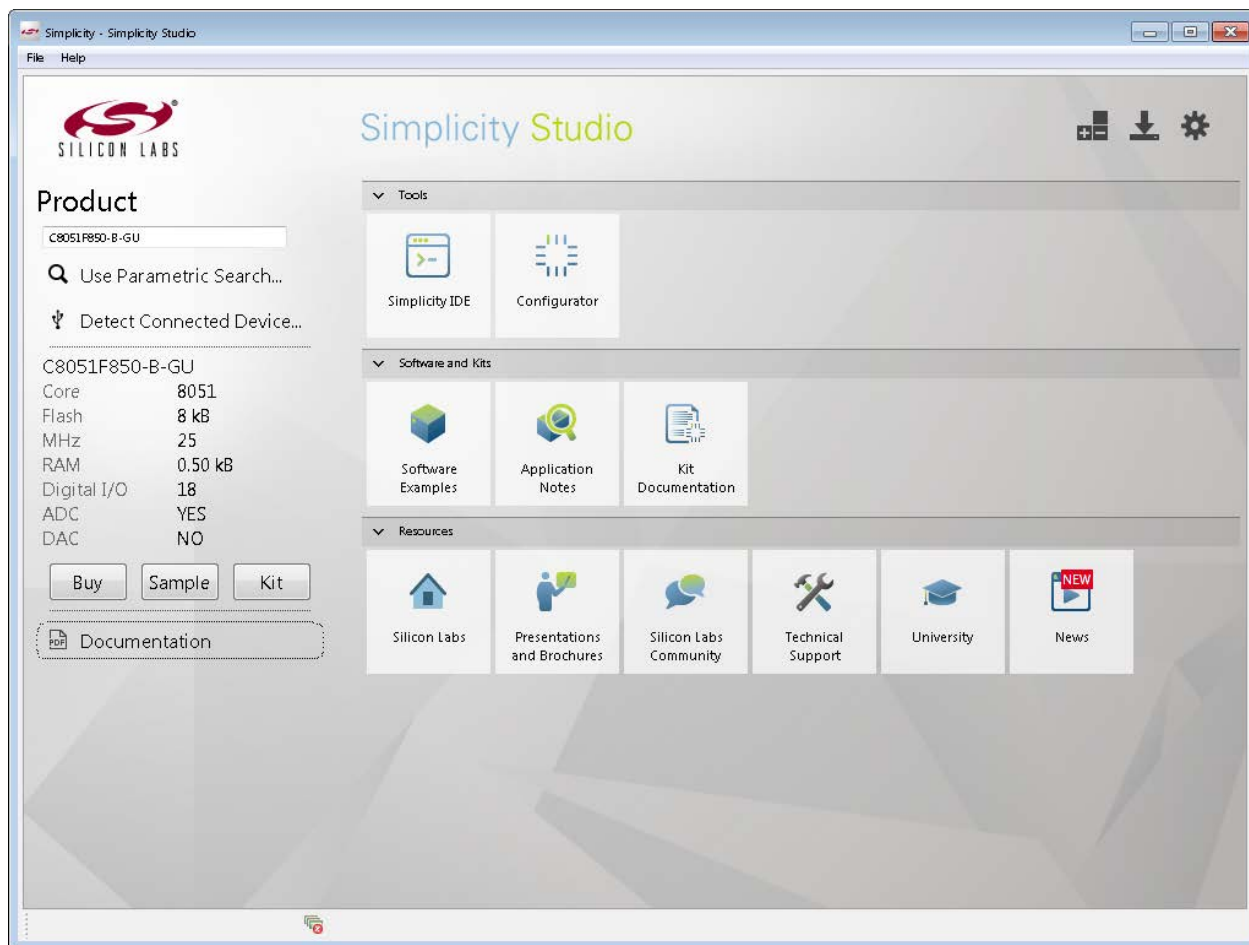 Simplicity - Simplicity Studio
File Help
SILICON LABS
Simplicity Studio
Product
C8051F850-B-GU
Use Parametric Search...
Detect Connected Device...
C8051F850-B-GU
Core 8051
Flash 8 kB
MHz 25
RAM 0.50 kB
Digital I/O 18
ADC YES
DAC NO
Buy Sample Kit
PDF Documentation
Tools
Simplicity IDE
Configurator
Software and Kits
Software
Examples
Application
Notes
Kit
Documentation
Resources
Silicon Labs
Presentations
and Brochures
Silicon Labs
Community
Technical
Support
University
NEW
News